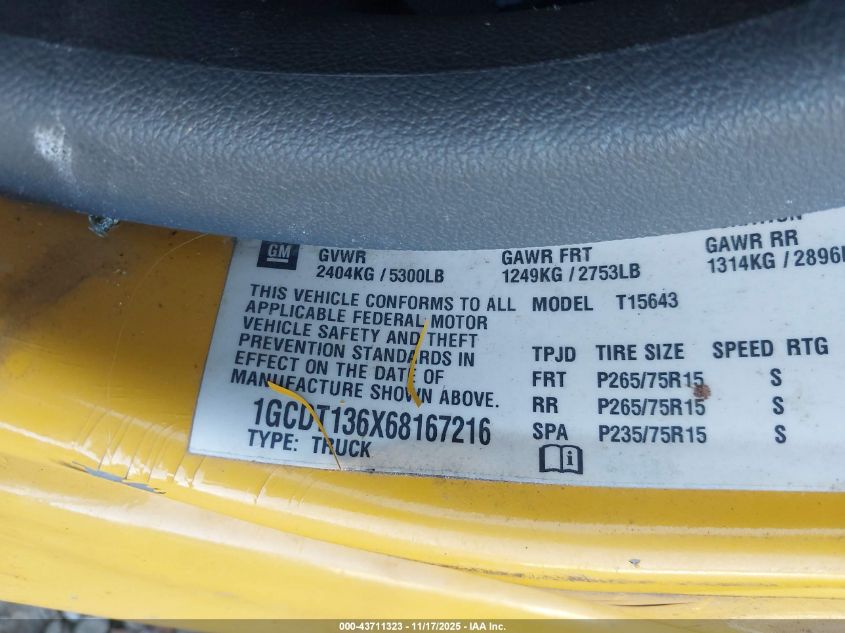 GM
GVWR
2404KG / 5300LB
GAWR FRT
1249KG / 2753LB
GAWR RR
1314KG / 2896
THIS VEHICLE CONFORMS TO ALL
APPLICABLE FEDERAL MOTOR
VEHICLE SAFETY AND THEFT
PREVENTION STANDARDS IN
EFFECT ON THE DATE OF
MANUFACTURE SHOWN ABOVE.
1GCDT136X68167216
TYPE: TRUCK
MODEL T15643
TPJD TIRE SIZE SPEED RTG
FRT P265/75R15 S
RR P265/75R15 S
SPA P235/75R15 S
000-43711323 — 11/17/2025 — IAA Inc.